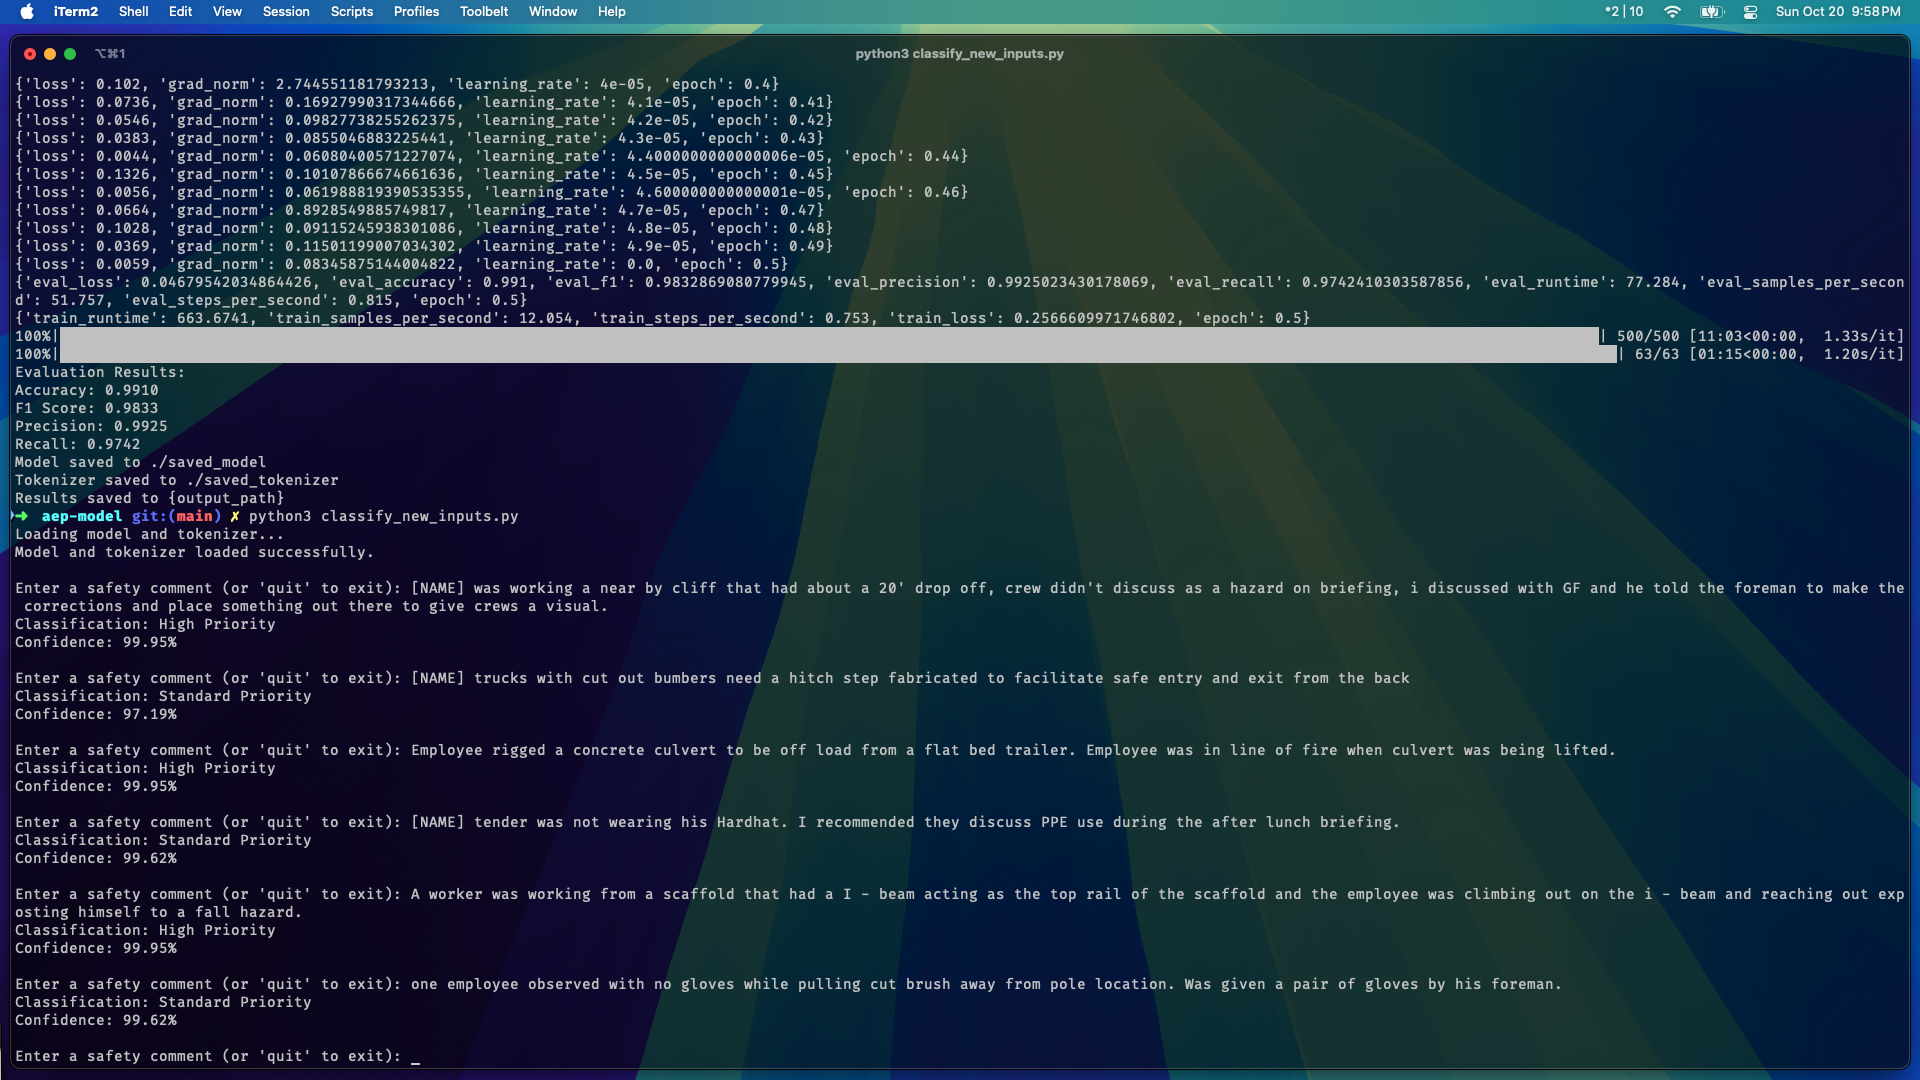 iTerm2 Shell Edit View Session Scripts Profiles Toolbelt Window Help *2 | 10 Sun Oct 20 9:58 PM
⌥⌘1 python3 classify_new_inputs.py
{'loss': 0.102, 'grad_norm': 2.744551181793213, 'learning_rate': 4e-05, 'epoch': 0.4}
{'loss': 0.0736, 'grad_norm': 0.16927990317344666, 'learning_rate': 4.1e-05, 'epoch': 0.41}
{'loss': 0.0546, 'grad_norm': 0.09827738255262375, 'learning_rate': 4.2e-05, 'epoch': 0.42}
{'loss': 0.0383, 'grad_norm': 0.0855046883225441, 'learning_rate': 4.3e-05, 'epoch': 0.43}
{'loss': 0.0044, 'grad_norm': 0.06080400571227074, 'learning_rate': 4.4000000000000006e-05, 'epoch': 0.44}
{'loss': 0.1326, 'grad_norm': 0.10107866674661636, 'learning_rate': 4.5e-05, 'epoch': 0.45}
{'loss': 0.0056, 'grad_norm': 0.061988819390535355, 'learning_rate': 4.600000000000001e-05, 'epoch': 0.46}
{'loss': 0.0664, 'grad_norm': 0.8928549885749817, 'learning_rate': 4.7e-05, 'epoch': 0.47}
{'loss': 0.1028, 'grad_norm': 0.09115245938301086, 'learning_rate': 4.8e-05, 'epoch': 0.48}
{'loss': 0.0369, 'grad_norm': 0.11501199007034302, 'learning_rate': 4.9e-05, 'epoch': 0.49}
{'loss': 0.0059, 'grad_norm': 0.08345875144004822, 'learning_rate': 0.0, 'epoch': 0.5}
{'eval_loss': 0.04679542034864426, 'eval_accuracy': 0.991, 'eval_f1': 0.9832869080779945, 'eval_precision': 0.9925023430178069, 'eval_recall': 0.9742410303587856, 'eval_runtime': 77.284, 'eval_samples_per_secon
d': 51.757, 'eval_steps_per_second': 0.815, 'epoch': 0.5}
{'train_runtime': 663.6741, 'train_samples_per_second': 12.054, 'train_steps_per_second': 0.753, 'train_loss': 0.2566609971746802, 'epoch': 0.5}
100%| | 500/500 [11:03<00:00, 1.33s/it]
100%| | 63/63 [01:15<00:00, 1.20s/it]
Evaluation Results:
Accuracy: 0.9910
F1 Score: 0.9833
Precision: 0.9925
Recall: 0.9742
Model saved to ./saved_model
Tokenizer saved to ./saved_tokenizer
Results saved to {output_path}
➜ aep-model git:(main) ✗ python3 classify_new_inputs.py
Loading model and tokenizer...
Model and tokenizer loaded successfully.
Enter a safety comment (or 'quit' to exit): [NAME] was working a near by cliff that had about a 20' drop off, crew didn't discuss as a hazard on briefing, i discussed with GF and he told the foreman to make the
corrections and place something out there to give crews a visual.
Classification: High Priority
Confidence: 99.95%
Enter a safety comment (or 'quit' to exit): [NAME] trucks with cut out bumbers need a hitch step fabricated to facilitate safe entry and exit from the back
Classification: Standard Priority
Confidence: 97.19%
Enter a safety comment (or 'quit' to exit): Employee rigged a concrete culvert to be off load from a flat bed trailer. Employee was in line of fire when culvert was being lifted.
Classification: High Priority
Confidence: 99.95%
Enter a safety comment (or 'quit' to exit): [NAME] tender was not wearing his Hardhat. I recommended they discuss PPE use during the after lunch briefing.
Classification: Standard Priority
Confidence: 99.62%
Enter a safety comment (or 'quit' to exit): A worker was working from a scaffold that had a I - beam acting as the top rail of the scaffold and the employee was climbing out on the i - beam and reaching out exp
osting himself to a fall hazard.
Classification: High Priority
Confidence: 99.95%
Enter a safety comment (or 'quit' to exit): one employee observed with no gloves while pulling cut brush away from pole location. Was given a pair of gloves by his foreman.
Classification: Standard Priority
Confidence: 99.62%
Enter a safety comment (or 'quit' to exit): _